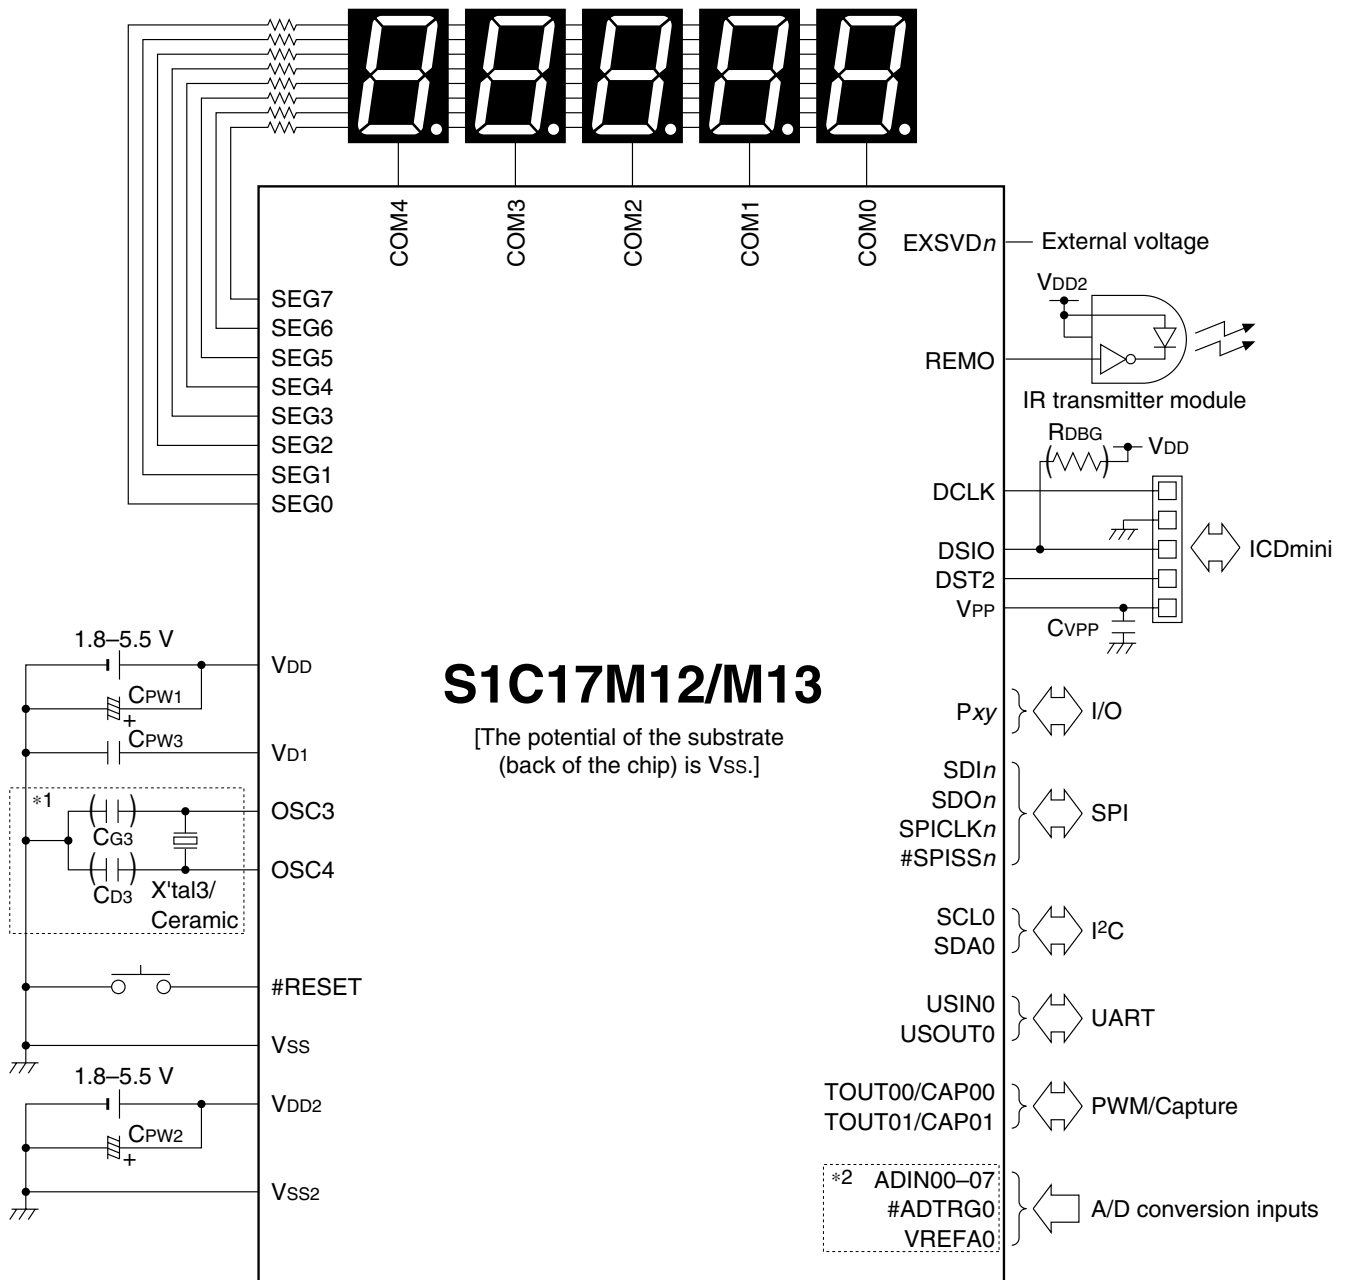 COM4
COM3
COM2
COM1
COM0
EXSVDn
External voltage
SEG7
SEG6
SEG5
SEG4
SEG3
SEG2
SEG1
SEG0
VDD2
REMO
IR transmitter module
RDBG
VDD
DCLK
DSIO
DST2
VPP
CVPP
ICDmini
1.8–5.5 V
VDD
CPW1
+
CPW3
VD1
*1
OSC3
CG3
OSC4
CD3
X'tal3/
Ceramic
#RESET
VSS
1.8–5.5 V
VDD2
CPW2
+
VSS2
S1C17M12/M13
[The potential of the substrate
(back of the chip) is VSS.]
Pxy
I/O
SDIn
SDOn
SPICLKn
#SPISSn
SPI
SCL0
SDA0
I²C
USIN0
USOUT0
UART
TOUT00/CAP00
TOUT01/CAP01
PWM/Capture
*2 ADIN00–07
#ADTRG0
VREFA0
A/D conversion inputs